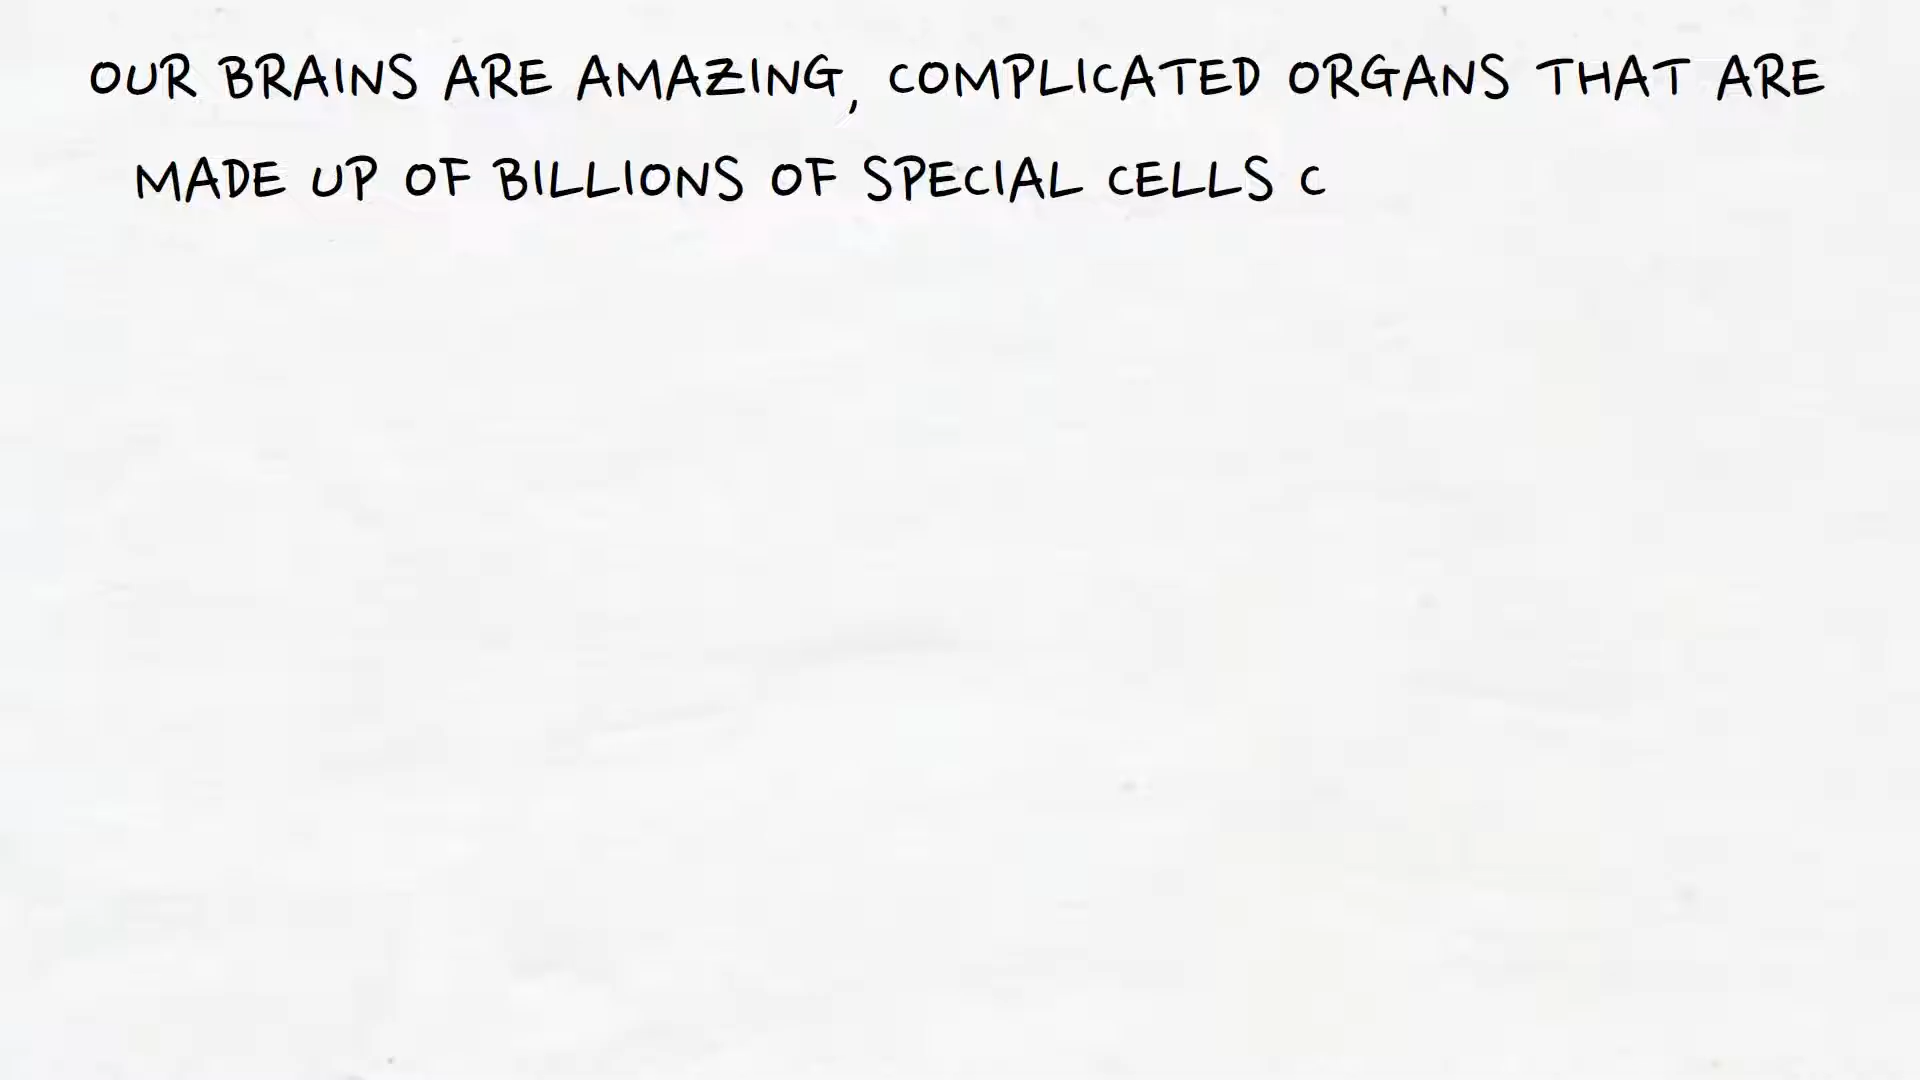 OUR BRAINS ARE AMAZING, COMPLICATED ORGANS THAT ARE
MADE UP OF BILLIONS OF SPECIAL CELLS C